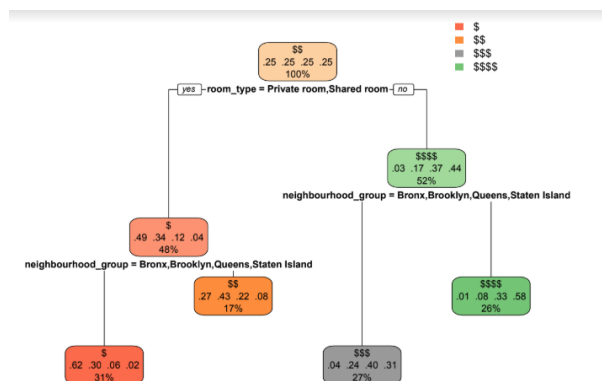 $
$$
$$$
$$$$
$$
.25 .25 .25 .25
100%
yes room_type = Private room,Shared room no
$$$$
.03 .17 .37 .44
52%
neighbourhood_group = Bronx,Brooklyn,Queens,Staten Island
$
.49 .34 .12 .04
48%
neighbourhood_group = Bronx,Brooklyn,Queens,Staten Island
$$
.27 .43 .22 .08
17%
$$$$
.01 .08 .33 .58
26%
$
.62 .30 .06 .02
31%
$$$
.04 .24 .40 .31
27%